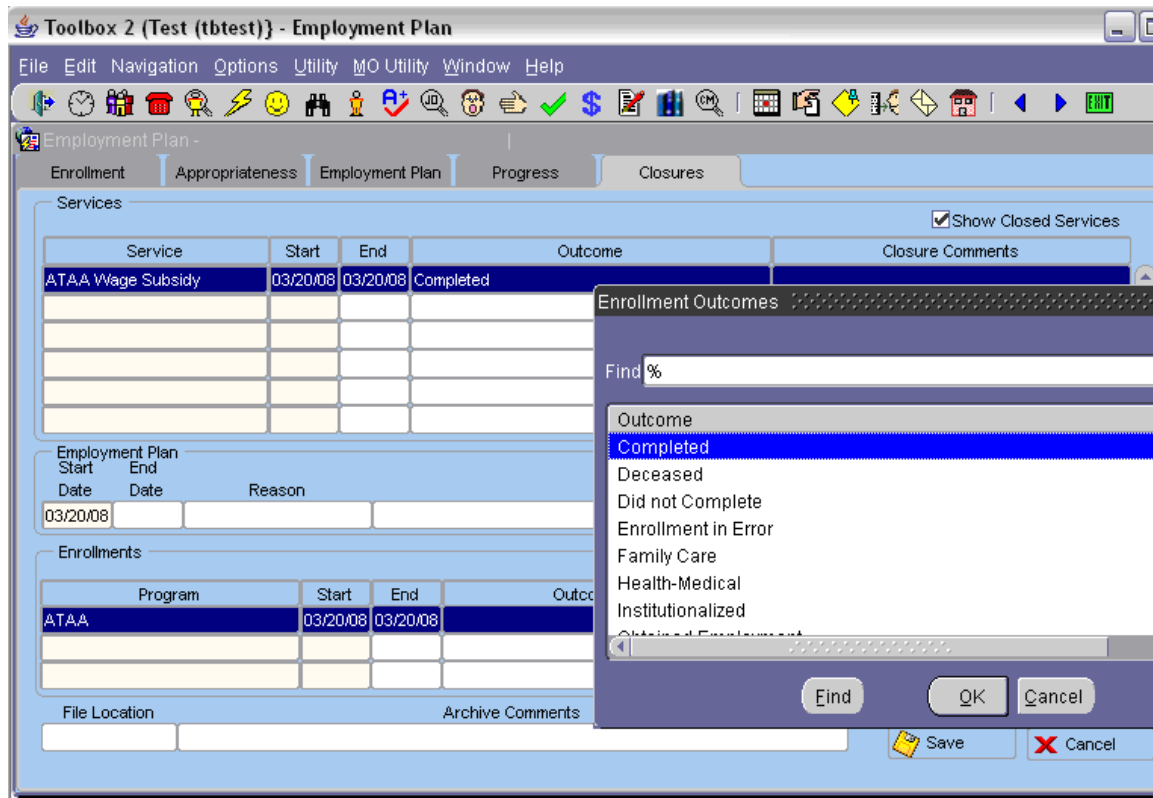 Toolbox 2 (Test (tbtest)} - Employment Plan
File Edit Navigation Options Utility MO Utility Window Help
Employment Plan -
Enrollment Appropriateness Employment Plan Progress Closures
Services
Show Closed Services
Service Start End Outcome Closure Comments
ATAA Wage Subsidy 03/20/08 03/20/08 Completed
Enrollment Outcomes
Find %
Outcome
Completed
Deceased
Did not Complete
Enrollment in Error
Family Care
Health-Medical
Institutionalized
Obtained Employment
Find OK Cancel
Employment Plan
Start End
Date Date Reason
03/20/08
Enrollments
Program Start End Outco
ATAA 03/20/08 03/20/08
File Location Archive Comments
Save Cancel
EXIT